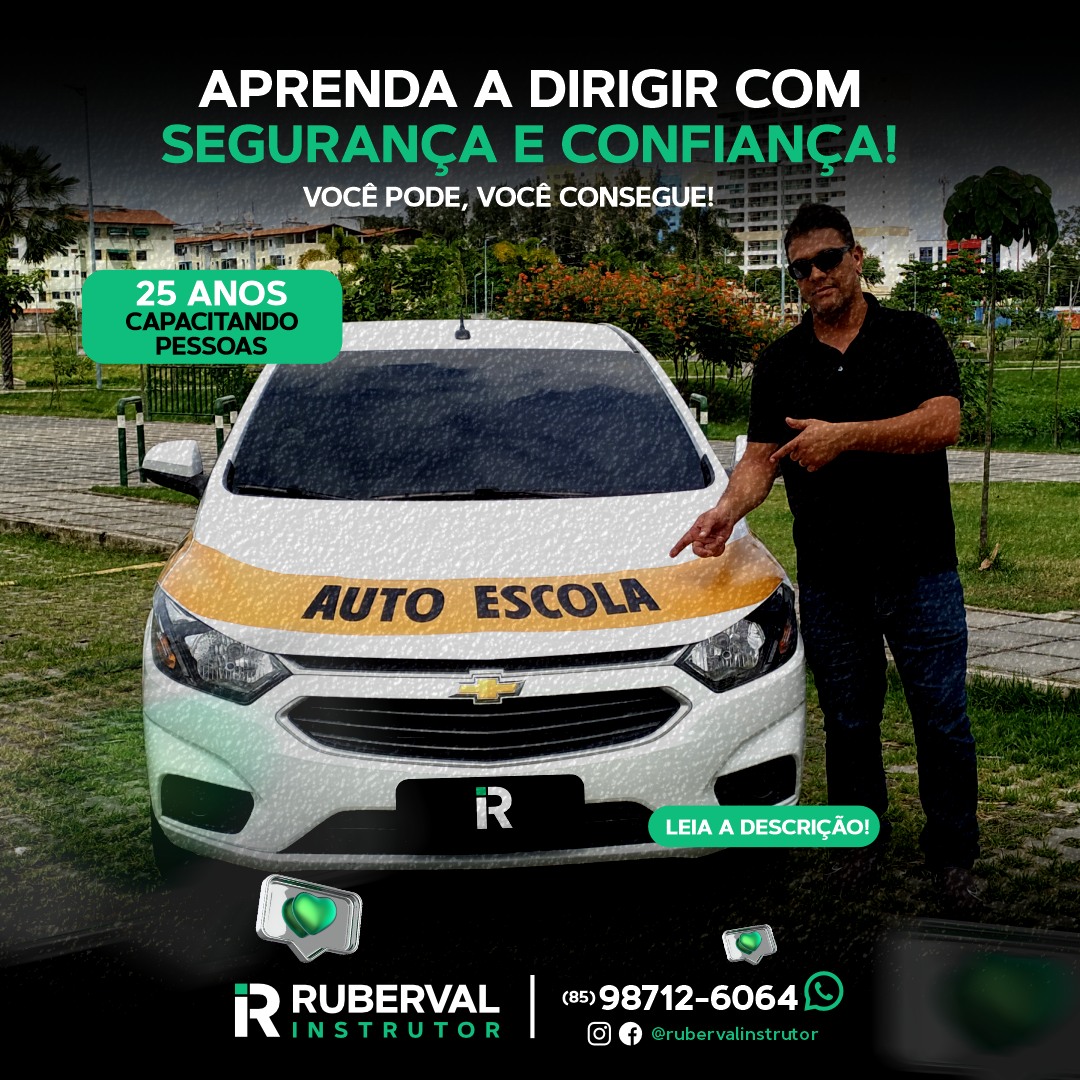 APRENDA A DIRIGIR COM
SEGURANÇA E CONFIANÇA!
VOCÊ PODE, VOCÊ CONSEGUE!
25 ANOS
CAPACITANDO
PESSOAS
AUTO ESCOLA
R
LEIA A DESCRIÇÃO!
R RUBERVAL
INSTRUTOR
(85) 98712-6064
@rubervalinstrutor